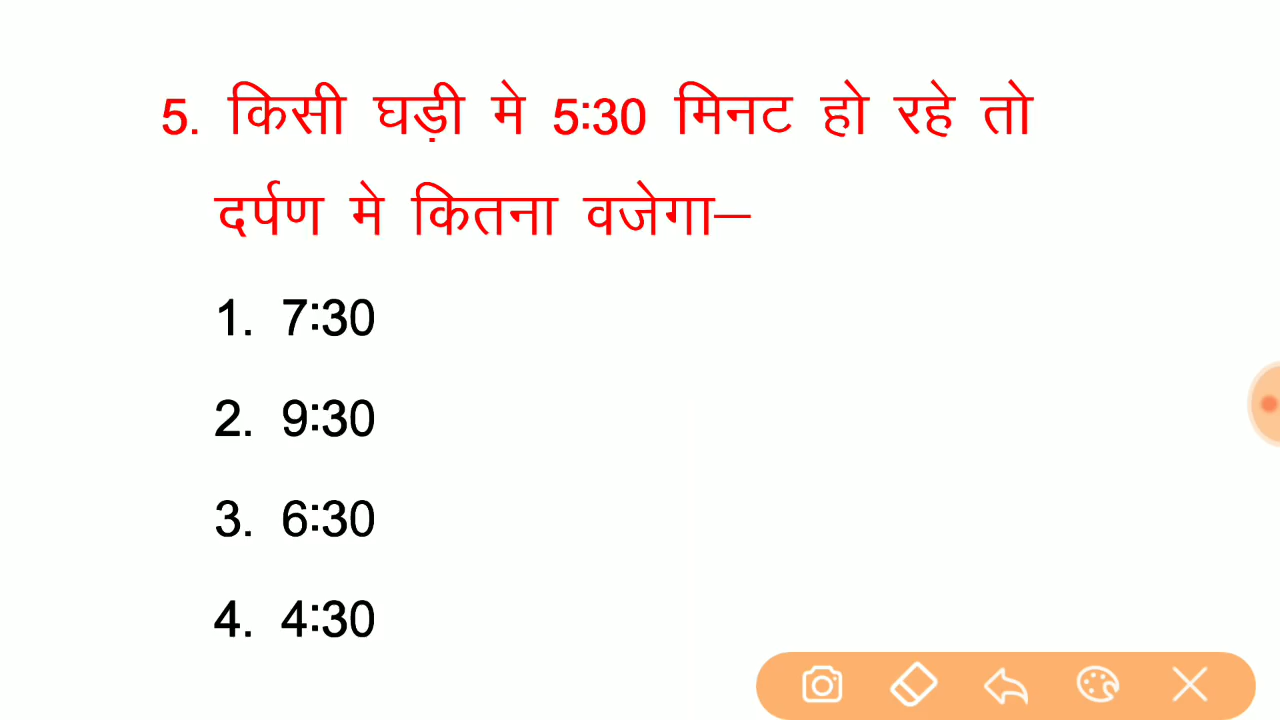 5. किसी घड़ी मे 5:30 मिनट हो रहे तो
दर्पण मे कितना वजेगा–
1. 7:30
2. 9:30
3. 6:30
4. 4:30